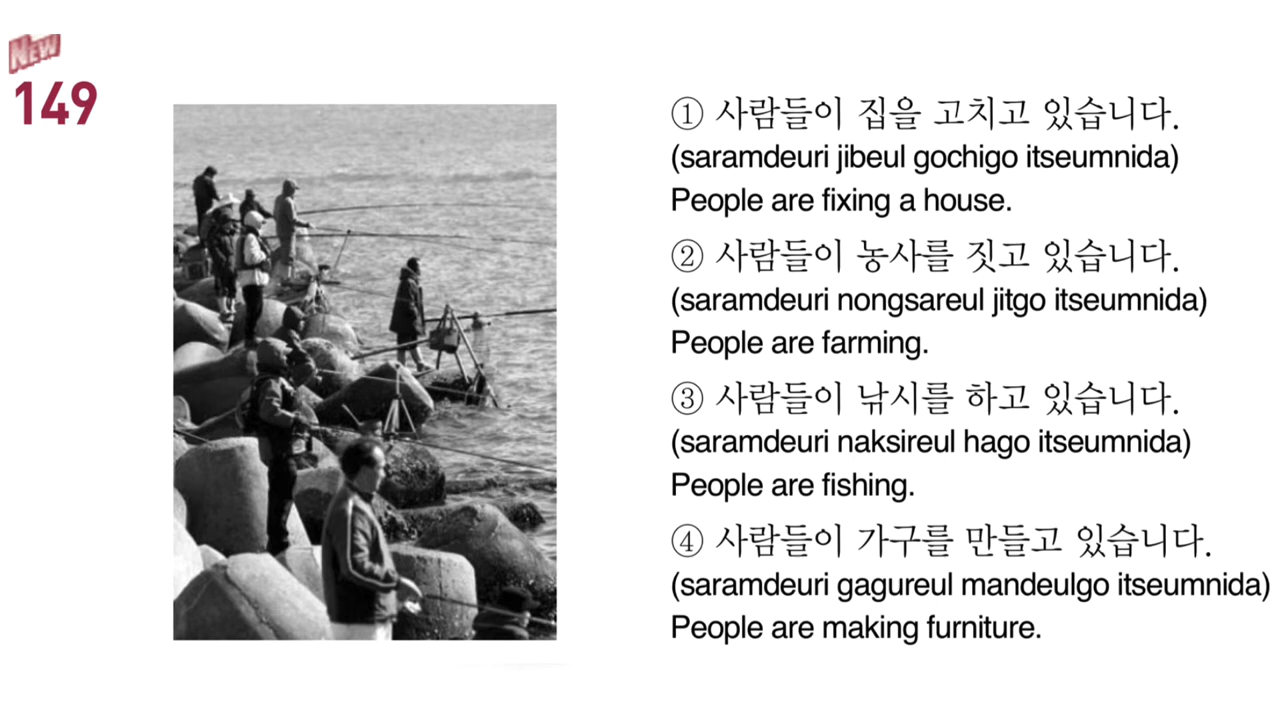 NEW
149
① 사람들이 집을 고치고 있습니다.
(saramdeuri jibeul gochigo itseumnida)
People are fixing a house.
② 사람들이 농사를 짓고 있습니다.
(saramdeuri nongsareul jitgo itseumnida)
People are farming.
③ 사람들이 낚시를 하고 있습니다.
(saramdeuri naksireul hago itseumnida)
People are fishing.
④ 사람들이 가구를 만들고 있습니다.
(saramdeuri gagureul mandeulgo itseumnida)
People are making furniture.